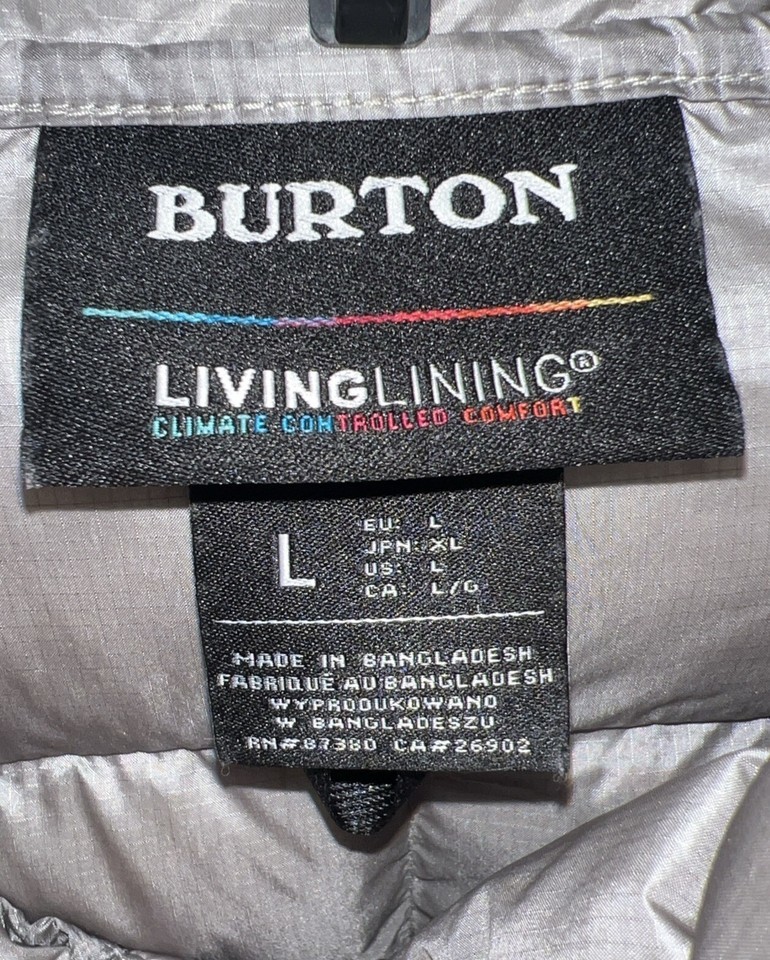 BURTON
LIVINGLINING®
CLIMATE CONTROLLED COMFORT
L
EU: L
JPN: XL
US: L
CA: L/G
MADE IN BANGLADESH
FABRIQUÉ AU BANGLADESH
WYPRODUKOWANO
W BANGLADESZU
RN#87380 CA#26902